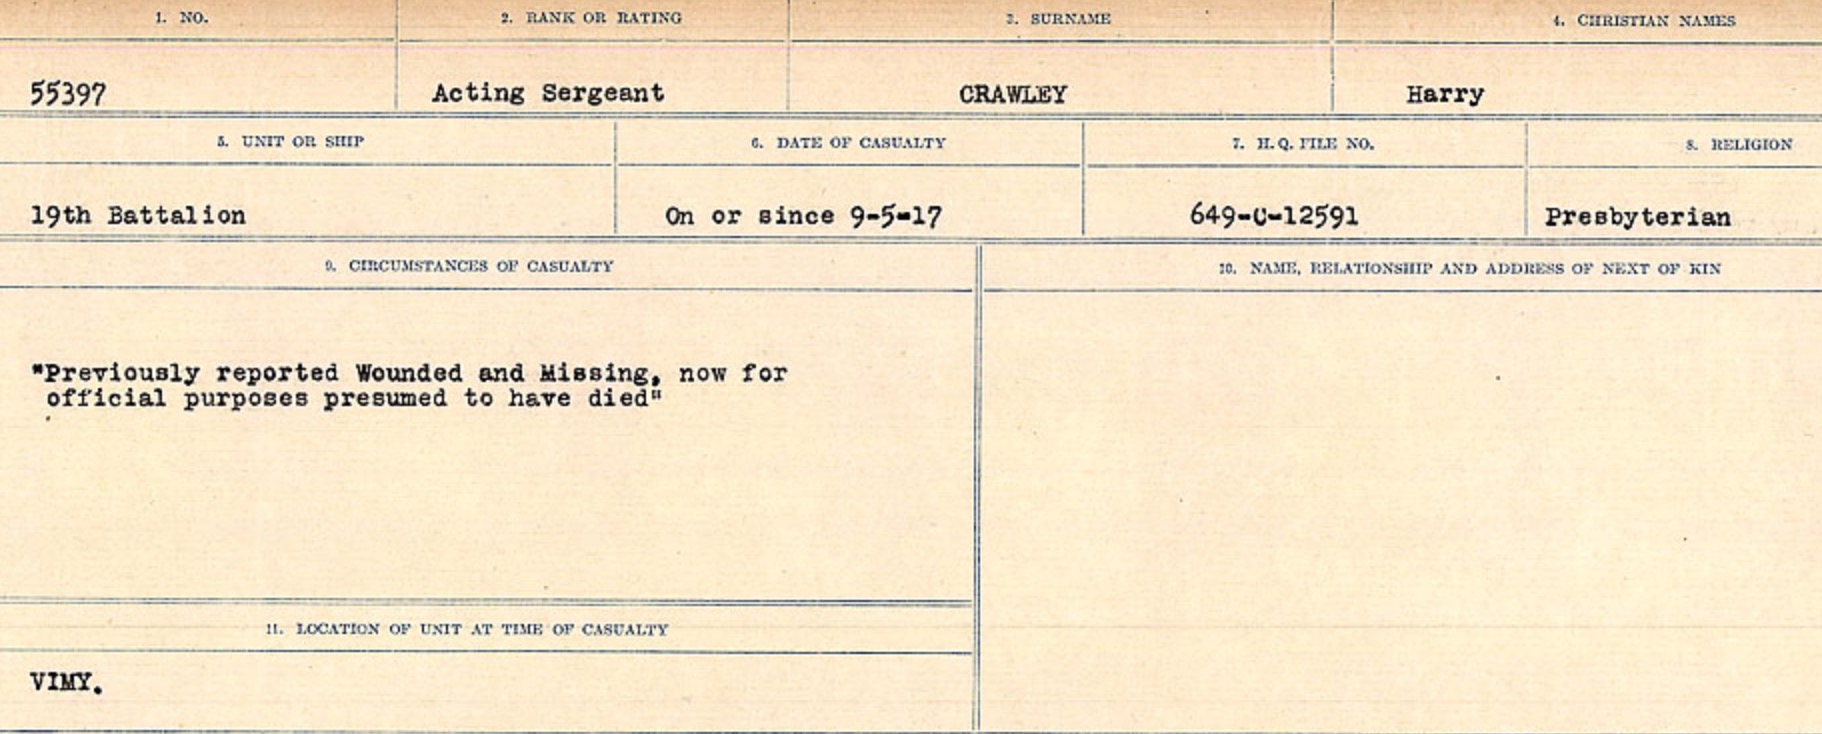 1. NO. 2. RANK OR RATING 3. SURNAME 4. CHRISTIAN NAMES
55397 Acting Sergeant CRAWLEY Harry
5. UNIT OR SHIP 6. DATE OF CASUALTY 7. H.Q. FILE NO. 8. RELIGION
19th Battalion On or since 9-5-17 649-C-12591 Presbyterian
9. CIRCUMSTANCES OF CASUALTY 10. NAME, RELATIONSHIP AND ADDRESS OF NEXT OF KIN
"Previously reported Wounded and Missing, now for
official purposes presumed to have died"
11. LOCATION OF UNIT AT TIME OF CASUALTY
VIMY.